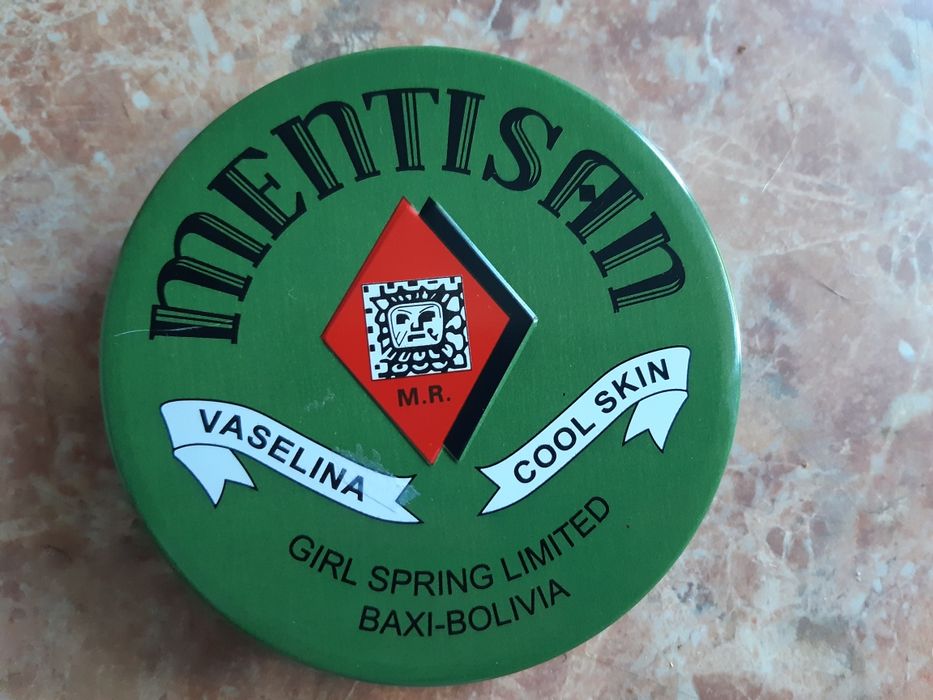 MENTISAN
M.R.
VASELINA
COOL SKIN
GIRL SPRING LIMITED
BAXI-BOLIVIA